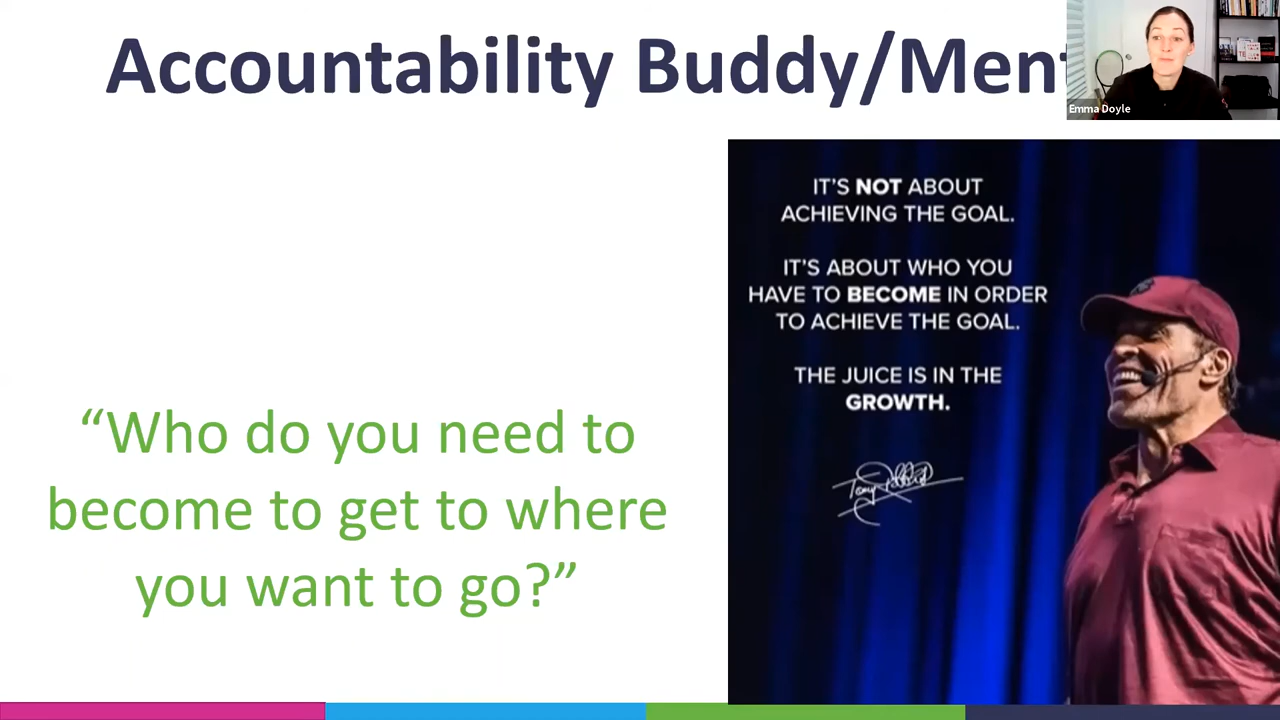 Accountability Buddy/Ment
Emma Doyle
IT'S NOT ABOUT
ACHIEVING THE GOAL.
IT'S ABOUT WHO YOU
HAVE TO BECOME IN ORDER
TO ACHIEVE THE GOAL.
THE JUICE IS IN THE
GROWTH.
“Who do you need to
become to get to where
you want to go?”